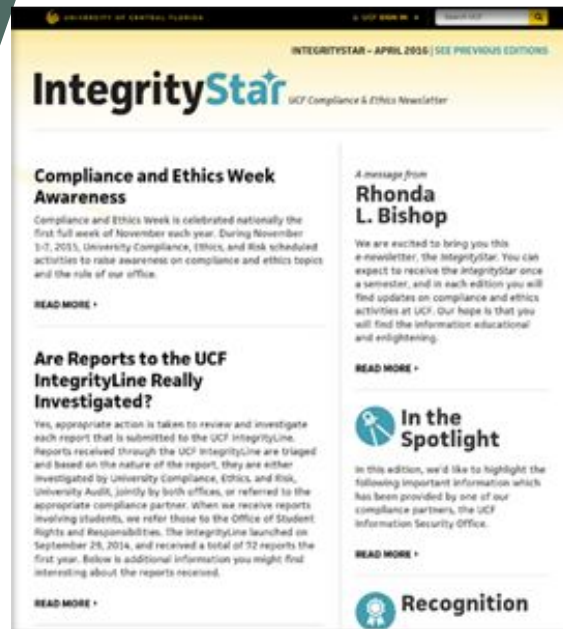 UNIVERSITY OF CENTRAL FLORIDA
UCF SIGN IN
Search UCF
INTEGRITYSTAR – APRIL 2016 | SEE PREVIOUS EDITIONS
IntegrityStar UCF Compliance & Ethics Newsletter
Compliance and Ethics Week
Awareness
Compliance and Ethics Week is celebrated nationally the
first full week of November each year. During November
1-7, 2015, University Compliance, Ethics, and Risk scheduled
activities to raise awareness on compliance and ethics topics
and the role of our office.
READ MORE
Are Reports to the UCF
IntegrityLine Really
Investigated?
Yes, appropriate action is taken to review and investigate
each report that is submitted to the UCF IntegrityLine.
Reports received through the UCF IntegrityLine are triaged
and based on the nature of the report, they are either
investigated by University Compliance, Ethics, and Risk,
University Audit, jointly by both offices, or referred to the
appropriate compliance partner. When we receive reports
involving students, we refer those to the Office of Student
Rights and Responsibilities. The IntegrityLine launched on
September 29, 2014, and received a total of 72 reports the
first year. Below is additional information you might find
interesting about the reports received.
READ MORE
A message from
Rhonda
L. Bishop
We are excited to bring you this
e-newsletter, the IntegrityStar. You can
expect to receive the IntegrityStar once
a semester, and in each edition you will
find updates on compliance and ethics
activities at UCF. Our hope is that you
will find the information educational
and enlightening.
READ MORE
In the
Spotlight
In this edition, we'd like to highlight the
following important information which
has been provided by one of our
compliance partners, the UCF
Information Security Office.
READ MORE
Recognition